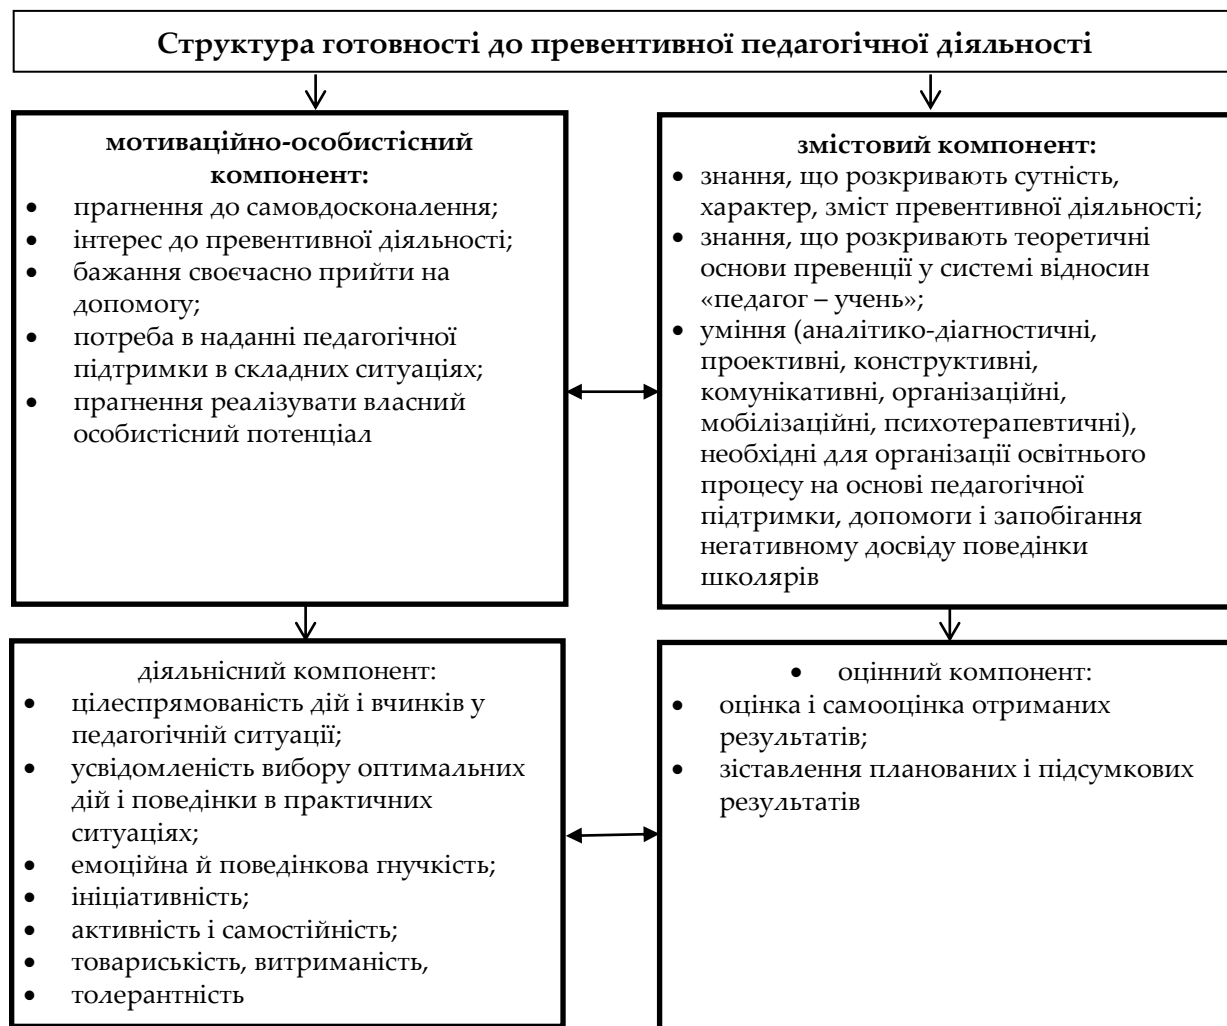 Структура готовності до превентивної педагогічної діяльності
мотиваційно-особистісний
компонент:
• прагнення до самовдосконалення;
• інтерес до превентивної діяльності;
• бажання своєчасно прийти на
допомогу;
• потреба в наданні педагогічної
підтримки в складних ситуаціях;
• прагнення реалізувати власний
особистісний потенціал
змістовий компонент:
• знання, що розкривають сутність,
характер, зміст превентивної діяльності;
• знання, що розкривають теоретичні
основи превенції у системі відносин
«педагог – учень»;
• уміння (аналітико-діагностичні,
проективні, конструктивні,
комунікативні, організаційні,
мобілізаційні, психотерапевтичні),
необхідні для організації освітнього
процесу на основі педагогічної
підтримки, допомоги і запобігання
негативному досвіду поведінки
школярів
діяльнісний компонент:
• цілеспрямованість дій і вчинків у
педагогічній ситуації;
• усвідомленість вибору оптимальних
дій і поведінки в практичних
ситуаціях;
• емоційна й поведінкова гнучкість;
• ініціативність;
• активність і самостійність;
• товариськість, витриманість,
• толерантність
• оцінний компонент:
• оцінка і самооцінка отриманих
результатів;
• зіставлення планованих і підсумкових
результатів